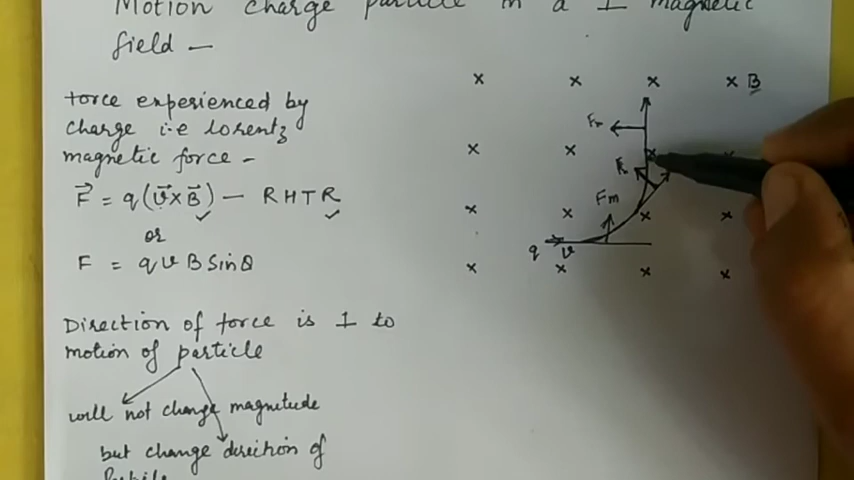 Motion charge particle in a ⊥ magnetic
field —
force experienced by
charge i.e lorentz
magnetic force -
F⃗ = q(v⃗×B⃗) — R H T R
or
F = qvB Sinθ
Direction of force is ⊥ to
motion of particle
will not change magnitude
but change direction of
x x x x B
Fm
x x x
Fm
x x x x
q v
x x x x